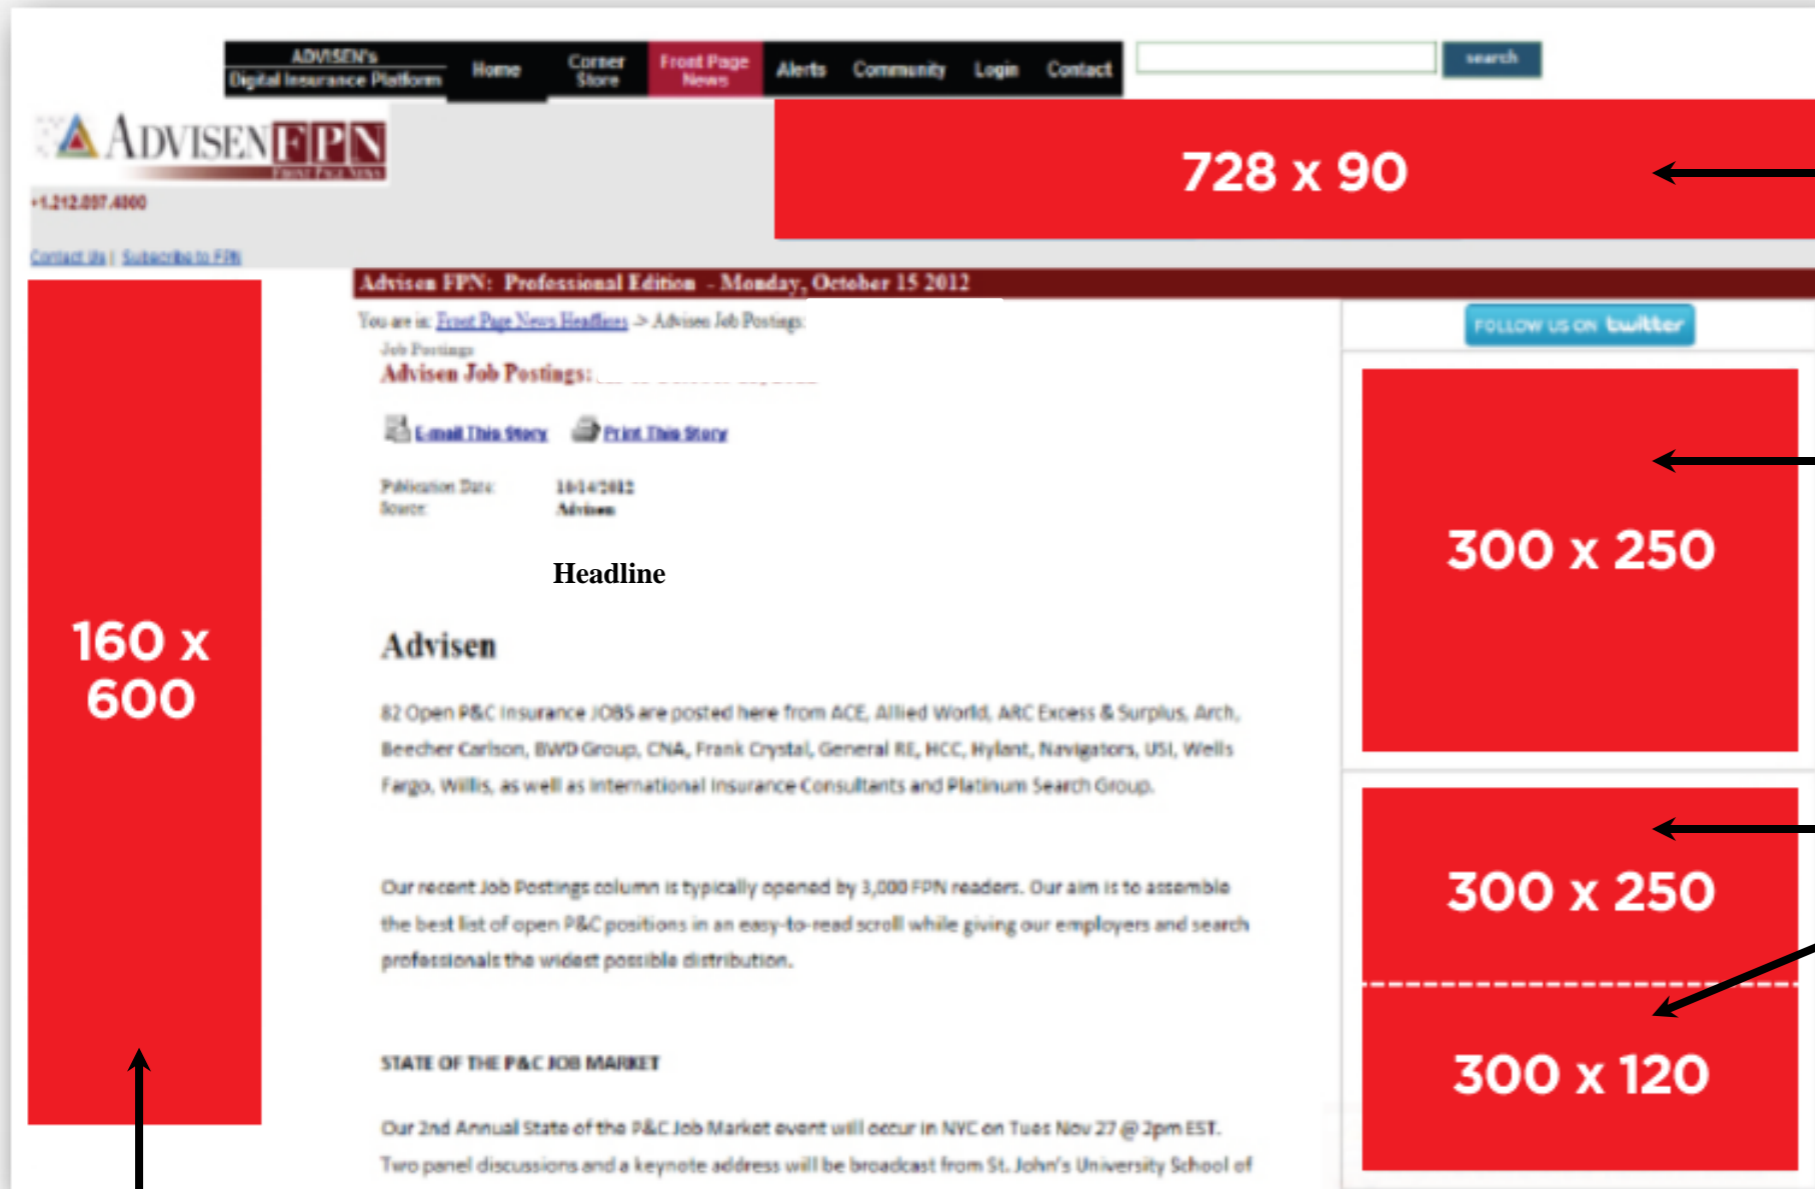 ADVISEN's
Digital Insurance Platform
Home
Corner
Store
Front Page
News
Alerts
Community
Login
Contact
search
ADVISEN FPN
FRONT PAGE NEWS
728 x 90
Contact Us | Subscribe to FPN
Advisen FPN: Professional Edition - Monday, October 15 2012
You are in: Front Page News Headlines -> Advisen Job Postings:
FOLLOW US ON twitter
Job Postings
Advisen Job Postings:
E-mail This Story
Print This Story
Publication Date: 10/14/2012
Source: Advisen
Headline
Advisen
82 Open P&C Insurance JOBS are posted here from ACE, Allied World, ARC Excess & Surplus, Arch,
Beecher Carlson, BWD Group, CNA, Frank Crystal, General RE, HCC, Hylant, Navigators, USI, Wells
Fargo, Willis, as well as International Insurance Consultants and Platinum Search Group.
Our recent Job Postings column is typically opened by 3,000 FPN readers. Our aim is to assemble
the best list of open P&C positions in an easy-to-read scroll while giving our employers and search
professionals the widest possible distribution.
STATE OF THE P&C JOB MARKET
Our 2nd Annual State of the P&C Job Market event will occur in NYC on Tues Nov 27 @ 2pm EST.
Two panel discussions and a keynote address will be broadcast from St. John's University School of
160 x
600
300 x 250
300 x 250
300 x 120